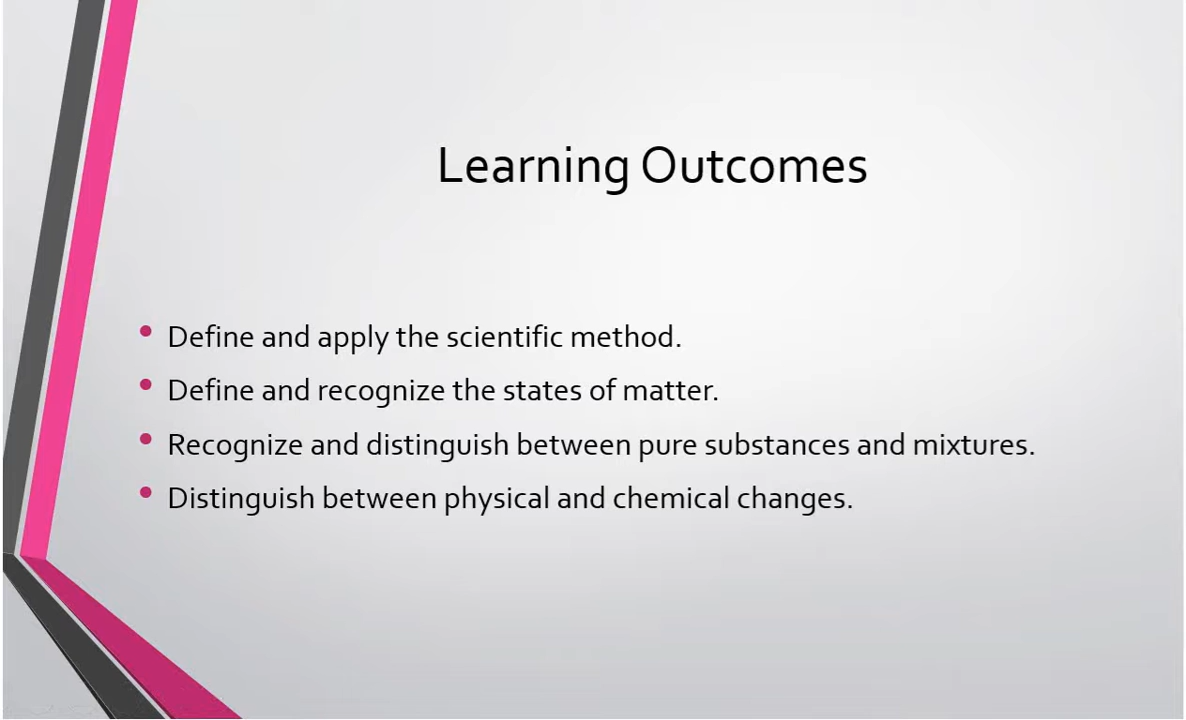 Learning Outcomes
• Define and apply the scientific method.
• Define and recognize the states of matter.
• Recognize and distinguish between pure substances and mixtures.
• Distinguish between physical and chemical changes.